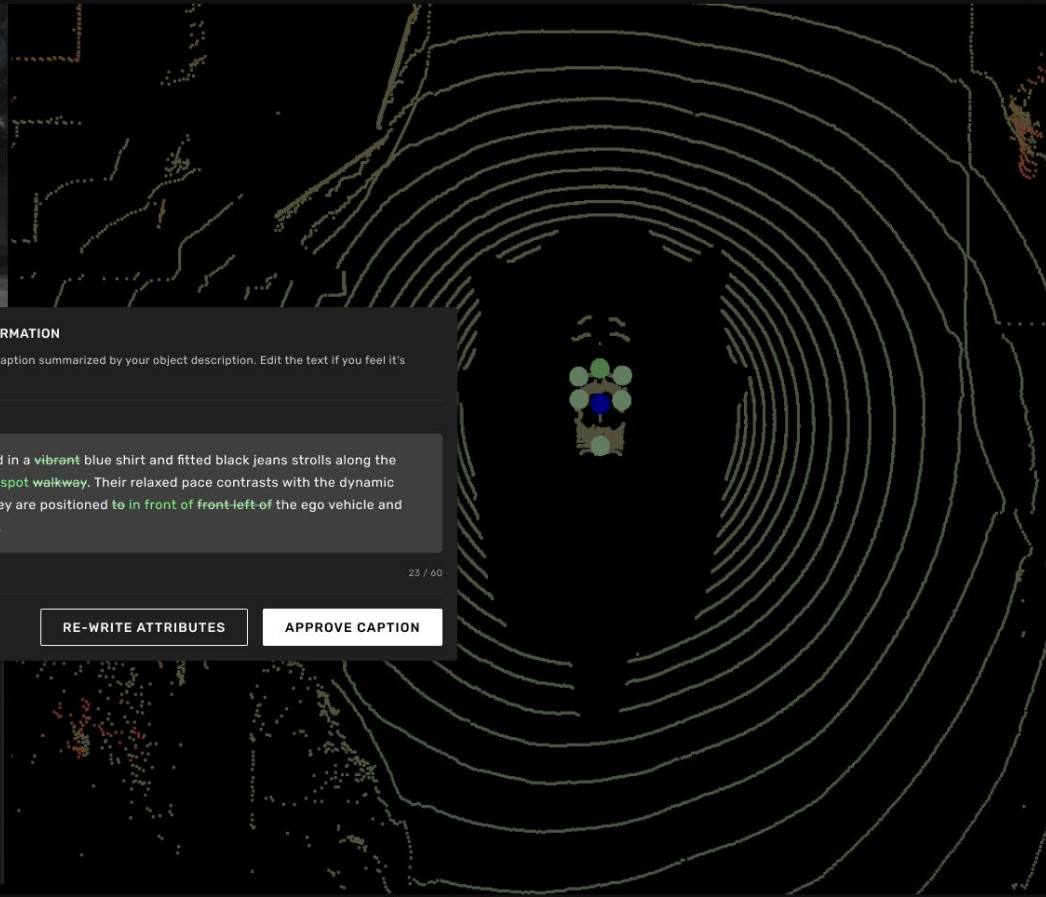 RMATION
aption summarized by your object description. Edit the text if you feel it's
d in a vibrant blue shirt and fitted black jeans strolls along the
spot walkway. Their relaxed pace contrasts with the dynamic
ey are positioned to in front of front left of the ego vehicle and
.
23 / 60
RE-WRITE ATTRIBUTES
APPROVE CAPTION